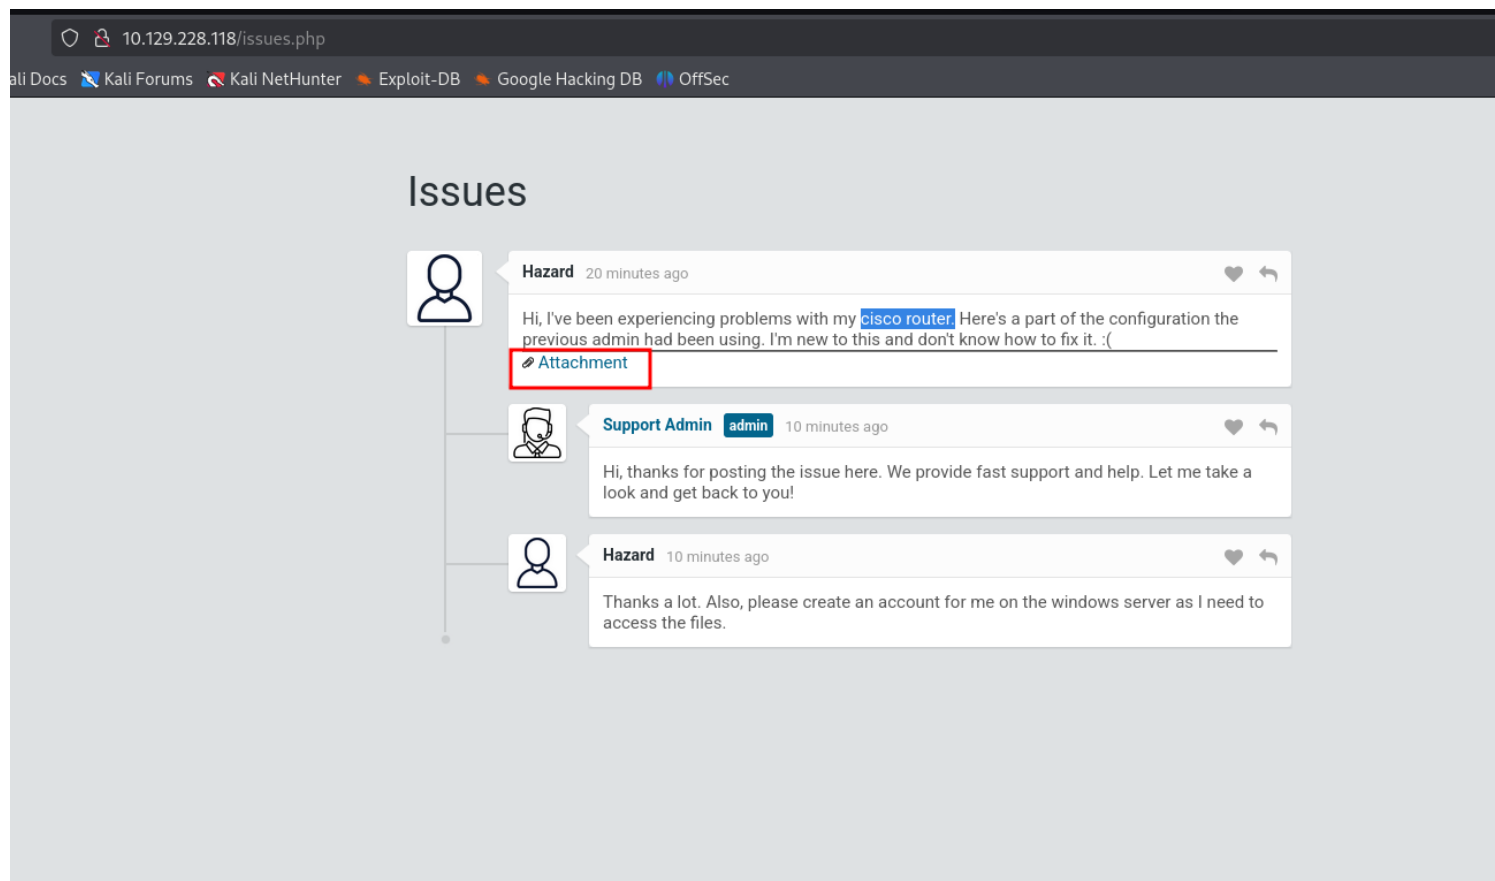 10.129.228.118/issues.php
ali Docs Kali Forums Kali NetHunter Exploit-DB Google Hacking DB OffSec
Issues
Hazard 20 minutes ago
Hi, I've been experiencing problems with my cisco router. Here's a part of the configuration the
previous admin had been using. I'm new to this and don't know how to fix it. :(
Attachment
Support Admin admin 10 minutes ago
Hi, thanks for posting the issue here. We provide fast support and help. Let me take a
look and get back to you!
Hazard 10 minutes ago
Thanks a lot. Also, please create an account for me on the windows server as I need to
access the files.